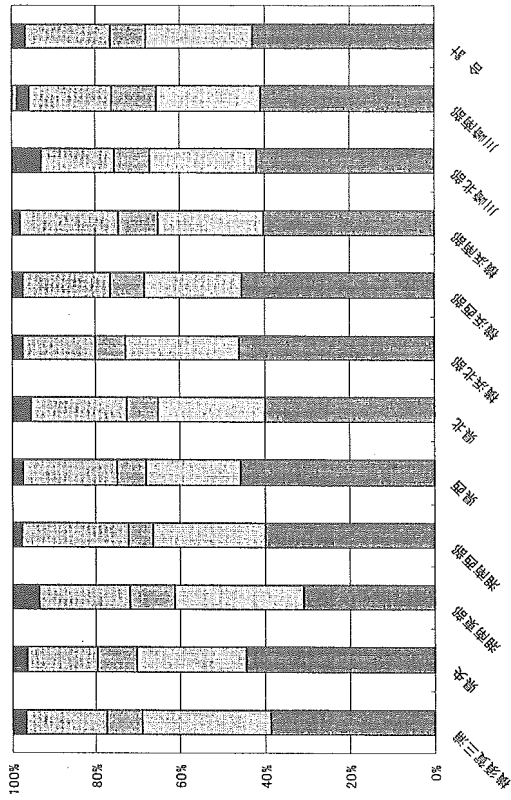 100%
80%
60%
40%
20%
0%
横須賀三浦
県央
湘南東部
湘南西部
県西
県北
横浜北部
横浜西部
横浜南部
川崎北部
川崎南部
合計